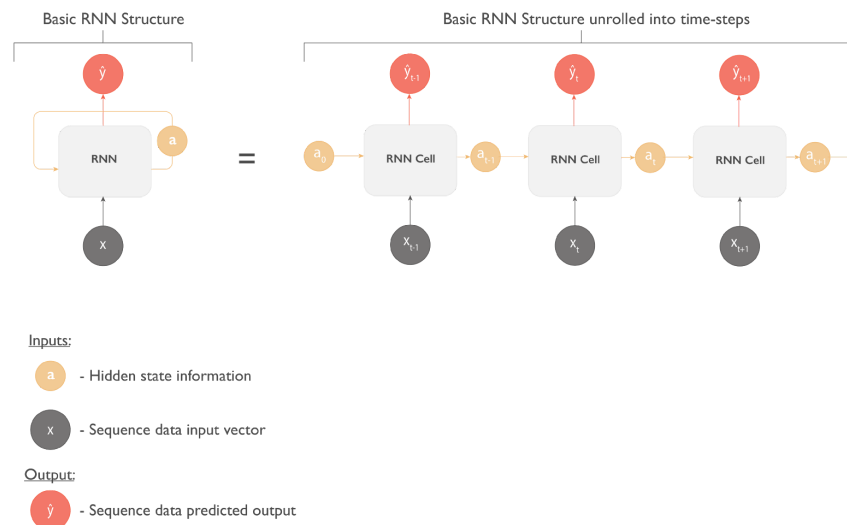 Basic RNN Structure
Basic RNN Structure unrolled into time-steps
ŷ
a
RNN
x
=
ŷt-1
ŷt
ŷt+1
a0
RNN Cell
at-1
RNN Cell
at
RNN Cell
at+1
xt-1
xt
xt+1
Inputs:
a - Hidden state information
x - Sequence data input vector
Output:
ŷ - Sequence data predicted output